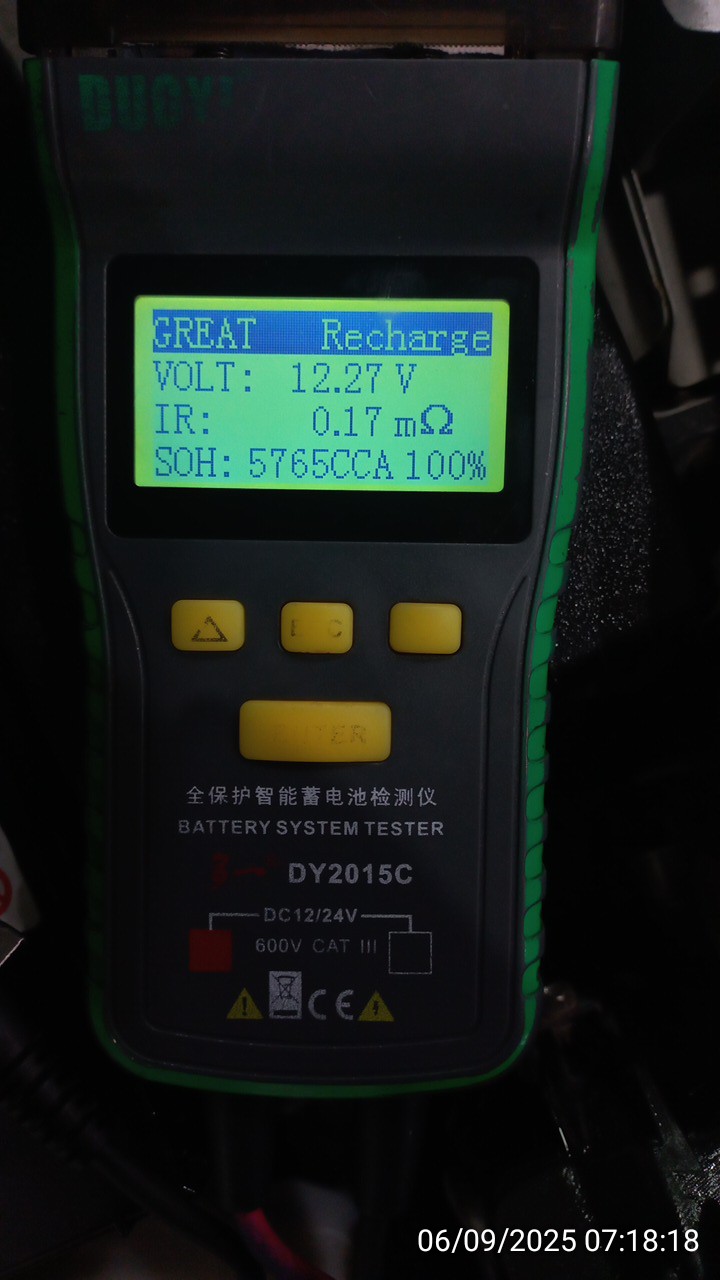 DUOYI
GREAT Recharge
VOLT: 12.27 V
IR: 0.17 mΩ
SOH: 5765CCA 100%
ENTER
全保护智能蓄电池检测仪
BATTERY SYSTEM TESTER
DY2015C
DC12/24V
600V CAT III
CE
06/09/2025 07:18:18